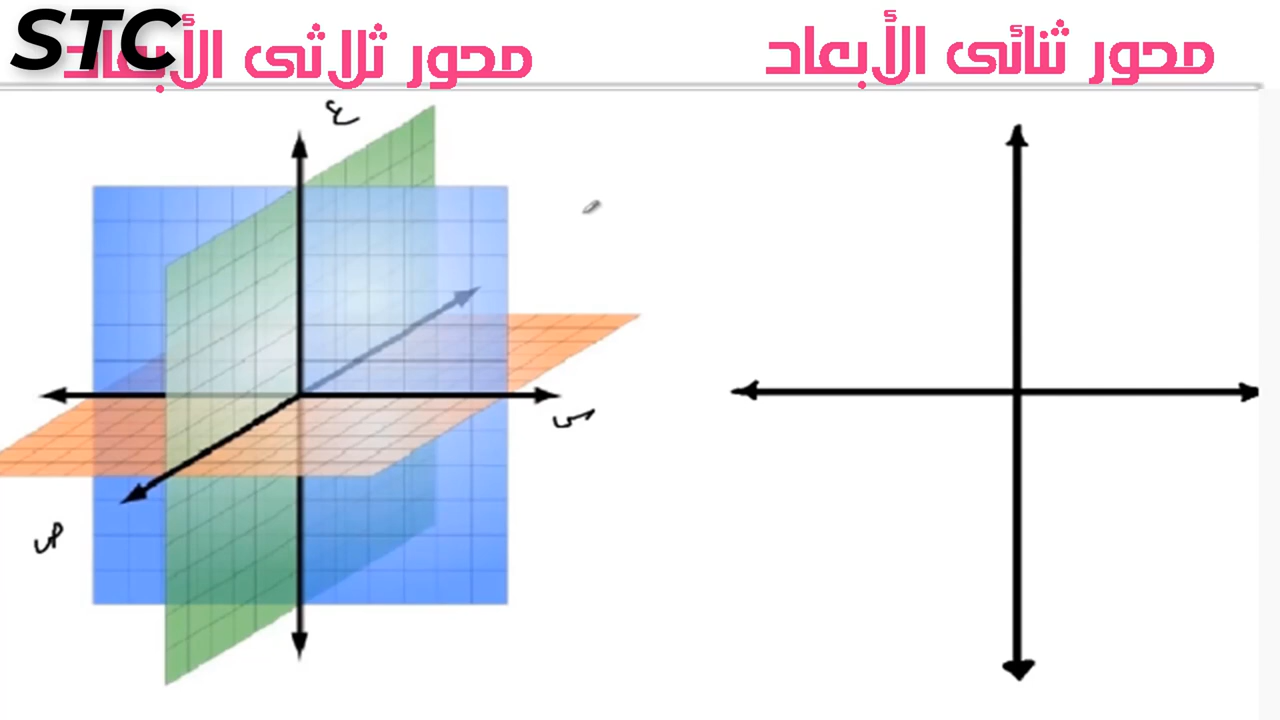 محور ثنائى الأبعاد
محور ثلاثى الأبعاد
STC
ع
س
ص